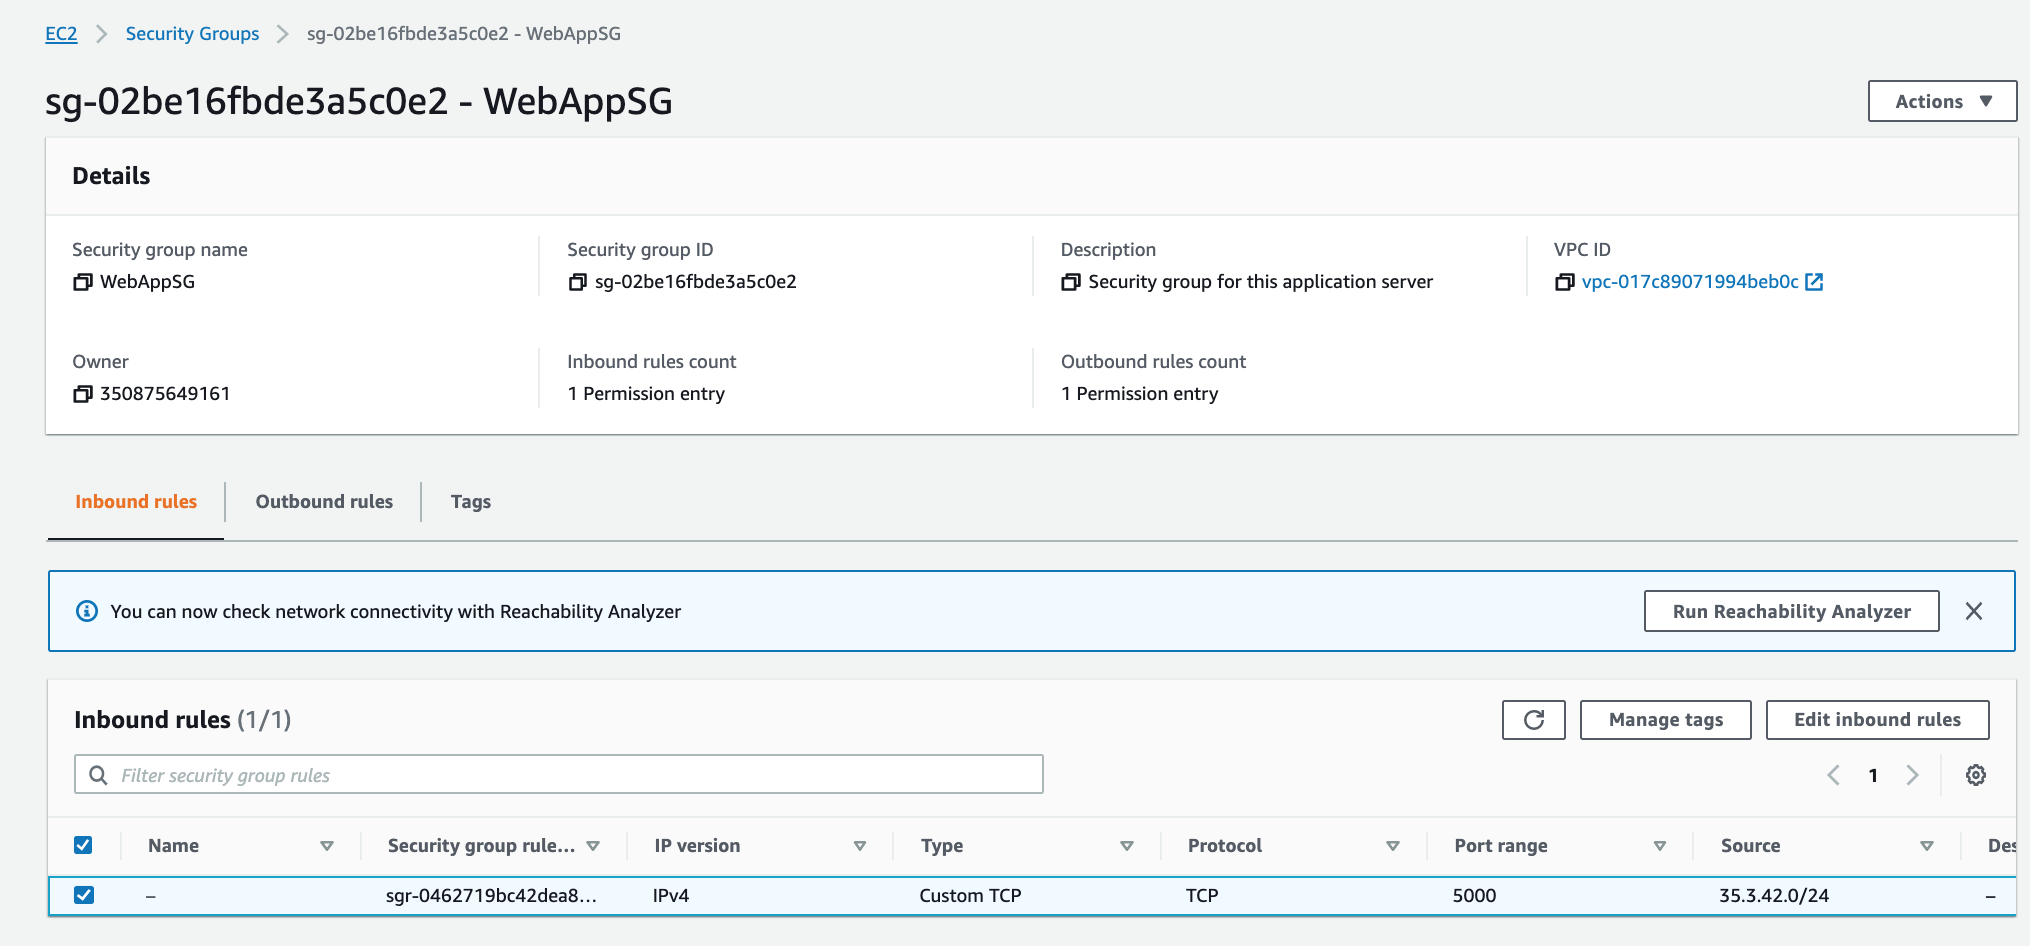 EC2 > Security Groups > sg-02be16fbde3a5c0e2 - WebAppSG
sg-02be16fbde3a5c0e2 - WebAppSG
Actions ▼
Details
Security group name
WebAppSG
Security group ID
sg-02be16fbde3a5c0e2
Description
Security group for this application server
VPC ID
vpc-017c89071994beb0c
Owner
350875649161
Inbound rules count
1 Permission entry
Outbound rules count
1 Permission entry
Inbound rules
Outbound rules
Tags
You can now check network connectivity with Reachability Analyzer
Run Reachability Analyzer
Inbound rules (1/1)
Manage tags
Edit inbound rules
Filter security group rules
1
Name Security group rule... IP version Type Protocol Port range Source Des
– sgr-0462719bc42dea8... IPv4 Custom TCP TCP 5000 35.3.42.0/24 –